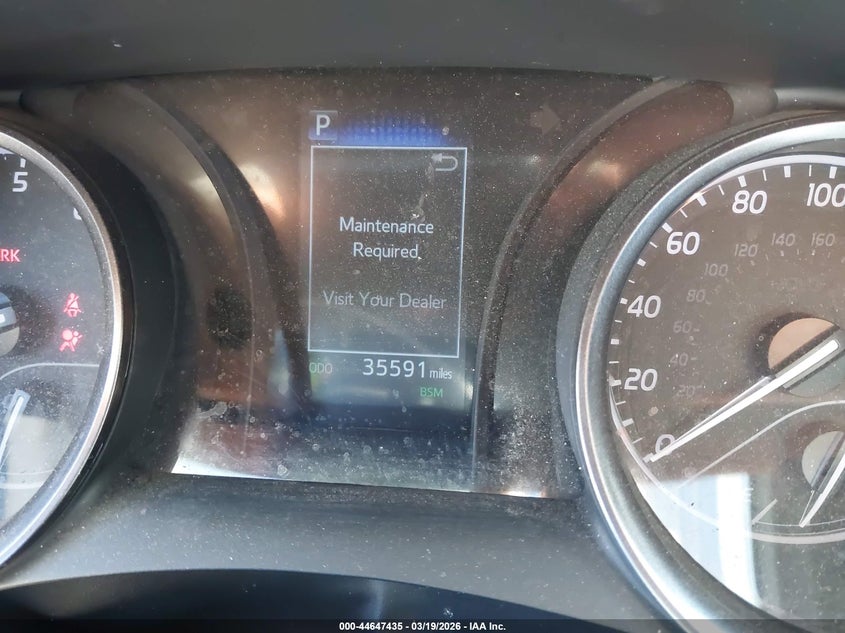 P
Maintenance
Required
Visit Your Dealer
ODO 35591 miles
BSM
5
RK
0
20
40
60
80
100
20
40
60
80
100
120
140
160
000-44647435 - 03/19/2026 - IAA Inc.